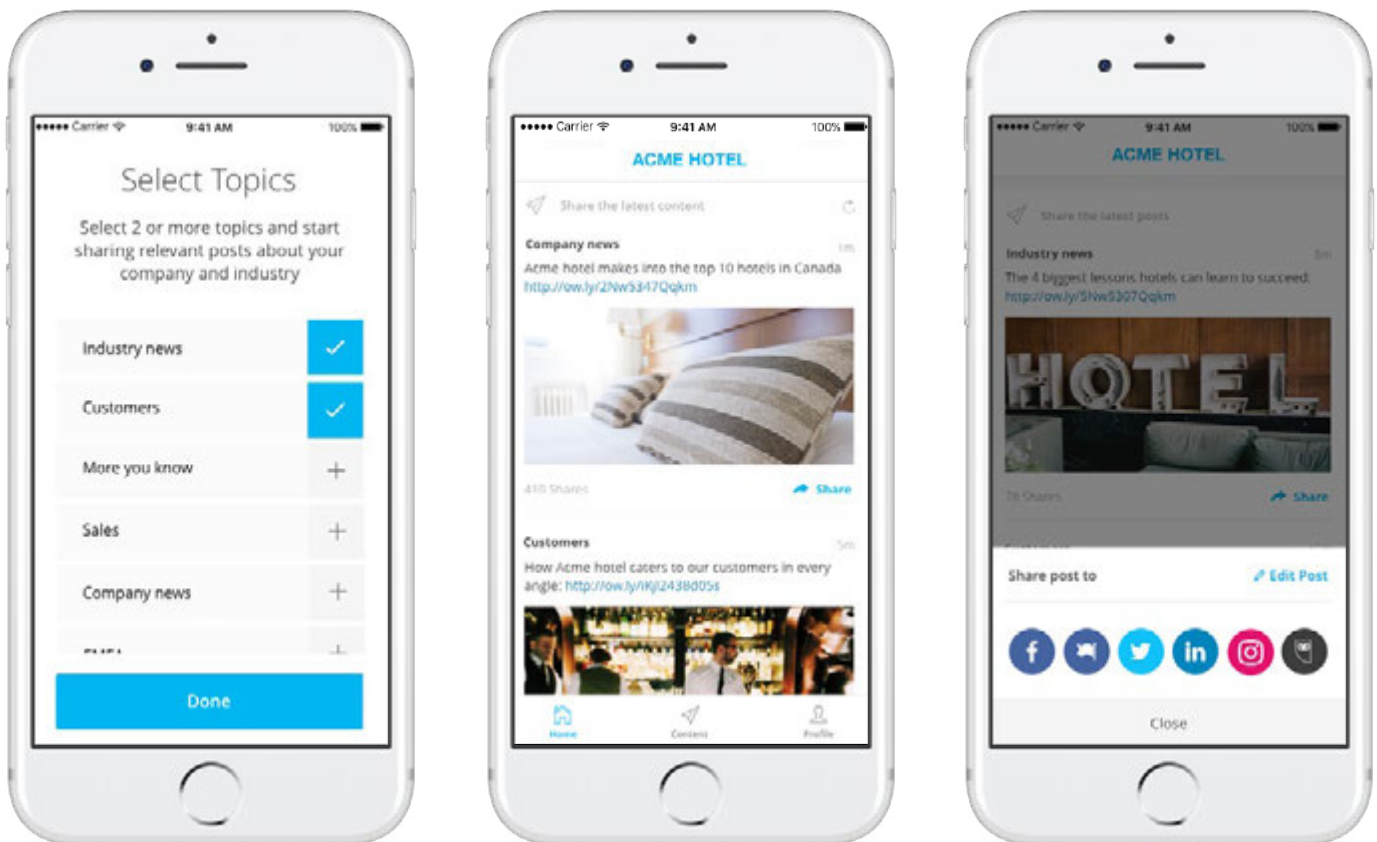 Carrier 9:41 AM 100%
Select Topics
Select 2 or more topics and start
sharing relevant posts about your
company and industry
Industry news
Customers
More you know
Sales
Company news
Done
Carrier 9:41 AM 100%
ACME HOTEL
Share the latest content
Company news 1m
Acme hotel makes into the top 10 hotels in Canada
http://ow.ly/2Nw5347Qqkm
410 Shares Share
Customers 5m
How Acme hotel caters to our customers in every
angle: http://ow.ly/iKjl2438d05s
Home Content Profile
Carrier 9:41 AM 100%
ACME HOTEL
Share the latest posts
Industry news
The 4 biggest lessons hotels can learn to succeed:
http://ow.ly/5Nw5307Qqkm
HOTEL
78 Shares Share
Share post to Edit Post
f in
Close